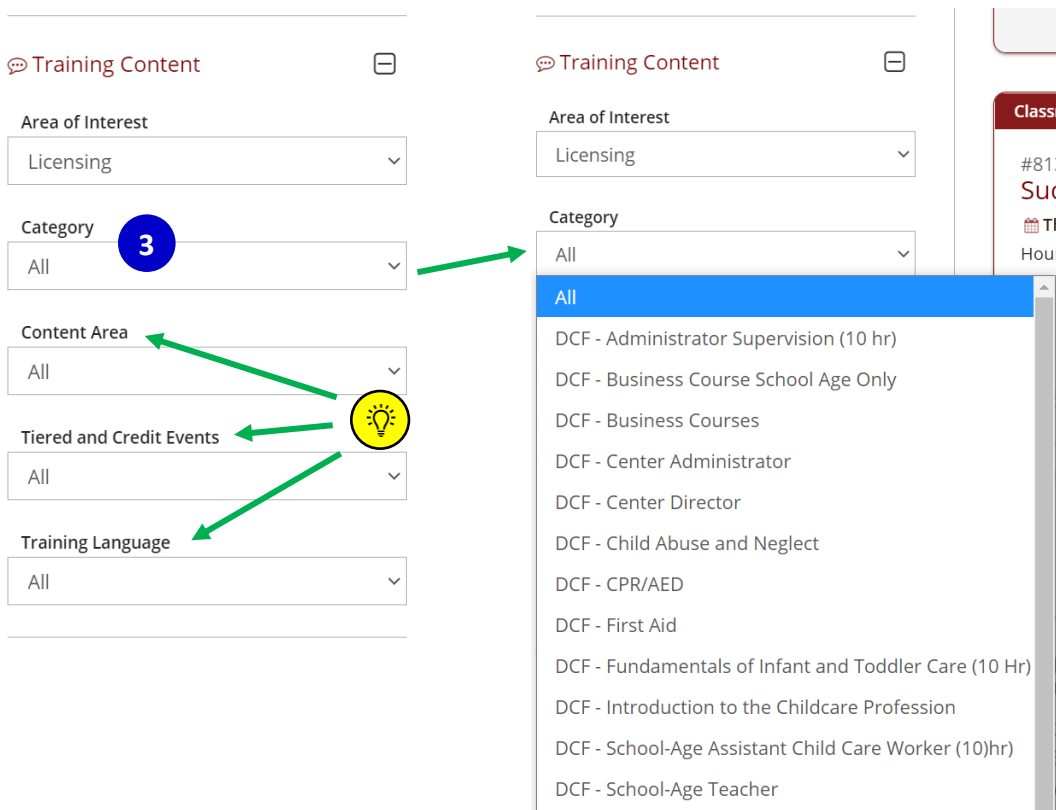 Training Content
Area of Interest
Licensing
Category
3
All
Content Area
All
Tiered and Credit Events
All
Training Language
All
Training Content
Area of Interest
Licensing
Category
All
All
DCF - Administrator Supervision (10 hr)
DCF - Business Course School Age Only
DCF - Business Courses
DCF - Center Administrator
DCF - Center Director
DCF - Child Abuse and Neglect
DCF - CPR/AED
DCF - First Aid
DCF - Fundamentals of Infant and Toddler Care (10 Hr)
DCF - Introduction to the Childcare Profession
DCF - School-Age Assistant Child Care Worker (10)hr)
DCF - School-Age Teacher